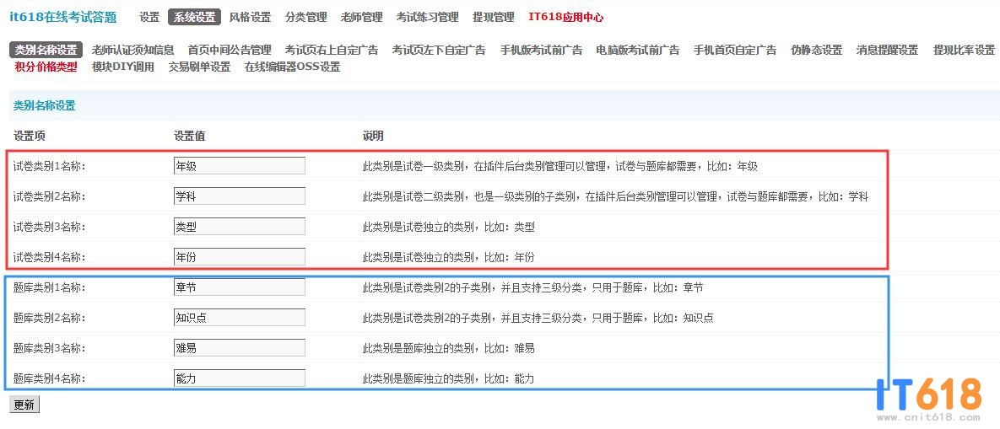 it618在线考试答题 设置 系统设置 风格设置 分类管理 老师管理 考试练习管理 提现管理 IT618应用中心
类别名称设置 老师认证须知信息 首页中间公告管理 考试页右上自定广告 考试页左下自定广告 手机版考试前广告 电脑版考试前广告 手机首页自定广告 伪静态设置 消息提醒设置 提现比率设置
积分价格类型 模块DIY调用 交易刷单设置 在线编辑器OSS设置
类别名称设置
设置项 设置值 说明
试卷类别1名称: 年级 此类别是试卷一级类别，在插件后台类别管理可以管理，试卷与题库都需要，比如：年级
试卷类别2名称: 学科 此类别是试卷二级类别，也是一级类别的子类别，在插件后台类别管理可以管理，试卷与题库都需要，比如：学科
试卷类别3名称: 类型 此类别是试卷独立的类别，比如：类型
试卷类别4名称: 年份 此类别是试卷独立的类别，比如：年份
题库类别1名称: 章节 此类别是试卷类别2的子类别，并且支持三级分类，只用于题库，比如：章节
题库类别2名称: 知识点 此类别是试卷类别2的子类别，并且支持三级分类，只用于题库，比如：知识点
题库类别3名称: 难易 此类别是题库独立的类别，比如：难易
题库类别4名称: 能力 此类别是题库独立的类别，比如：能力
更新
IT618
www.cnit618.com